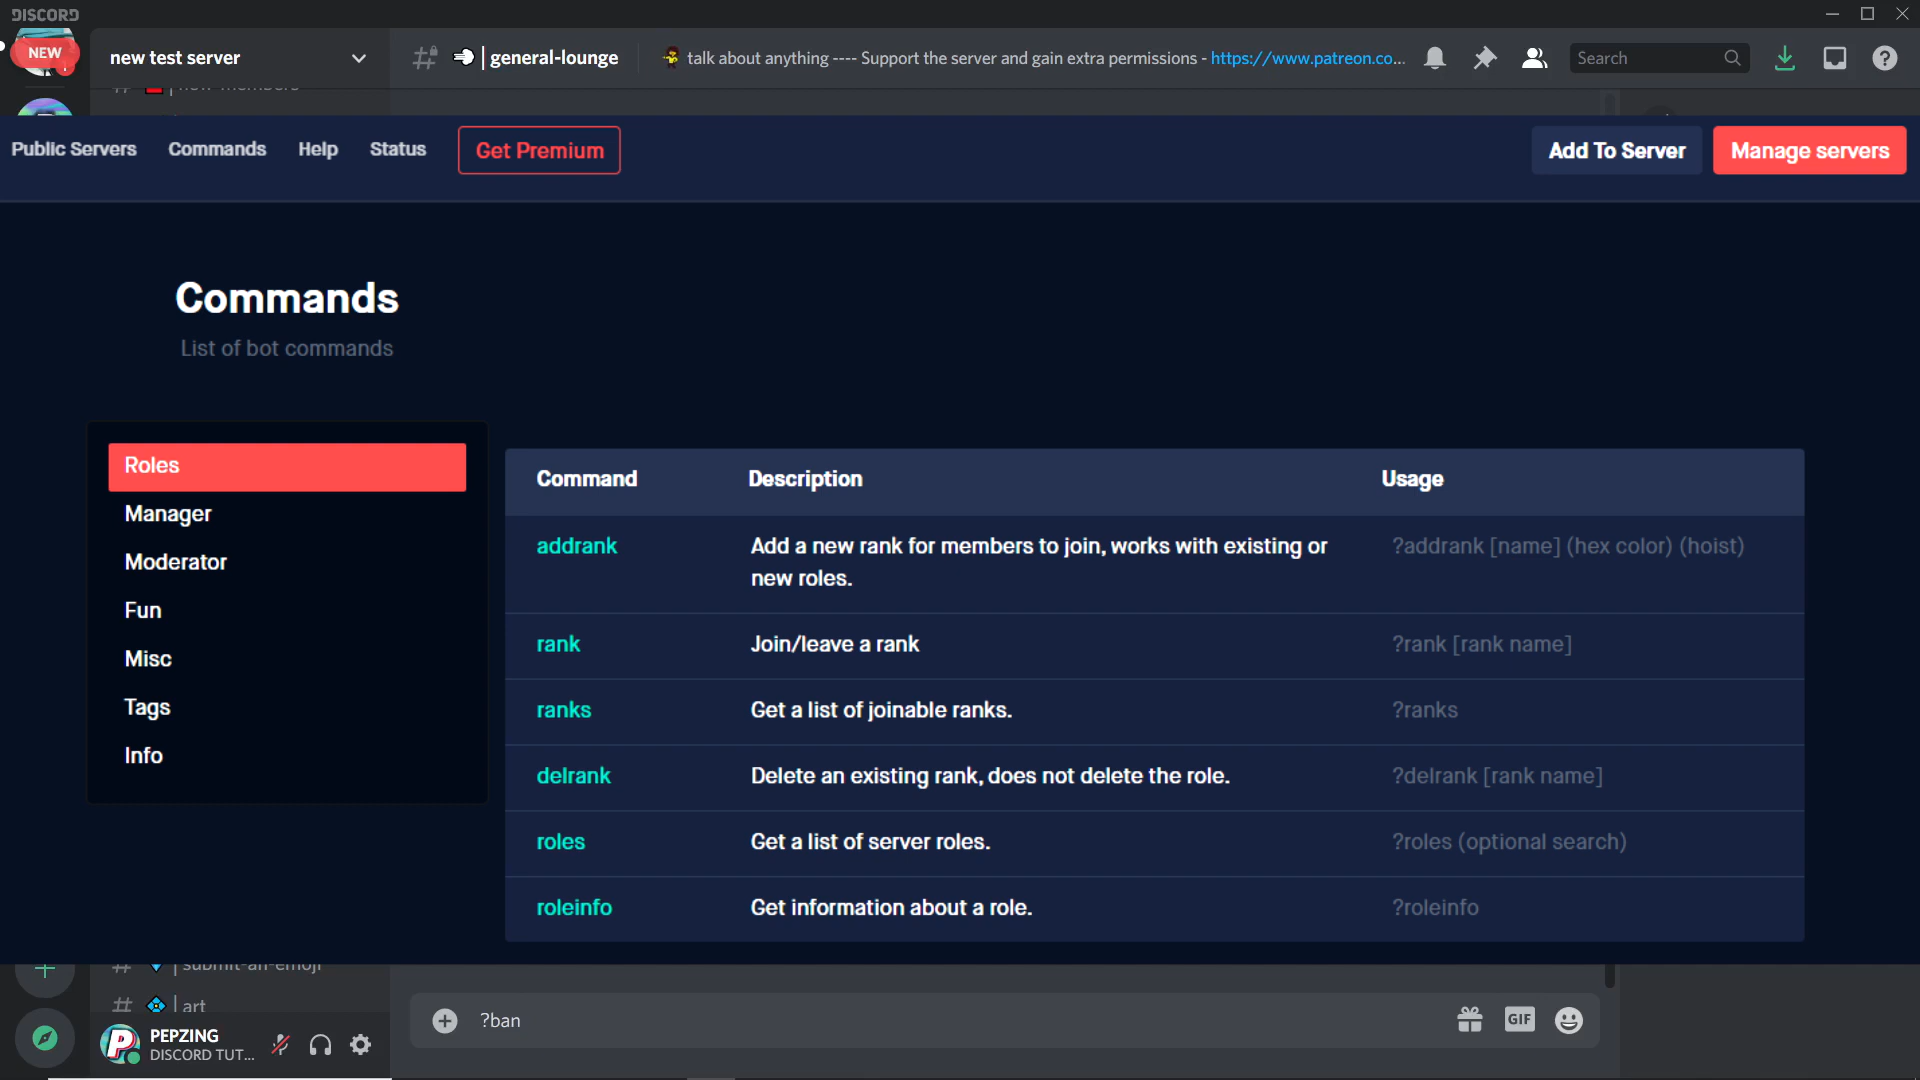 DISCORD
NEW
new test server
general-lounge
talk about anything ---- Support the server and gain extra permissions - https://www.patreon.co...
Search
Public Servers
Commands
Help
Status
Get Premium
Add To Server
Manage servers
Commands
List of bot commands
Roles
Manager
Moderator
Fun
Misc
Tags
Info
Command Description Usage
addrank Add a new rank for members to join, works with existing or ?addrank [name] (hex color) (hoist)
new roles.
rank Join/leave a rank ?rank [rank name]
ranks Get a list of joinable ranks. ?ranks
delrank Delete an existing rank, does not delete the role. ?delrank [rank name]
roles Get a list of server roles. ?roles (optional search)
roleinfo Get information about a role. ?roleinfo
submit-an-emoji
art
?ban
GIF
PEPZING
DISCORD TUT...